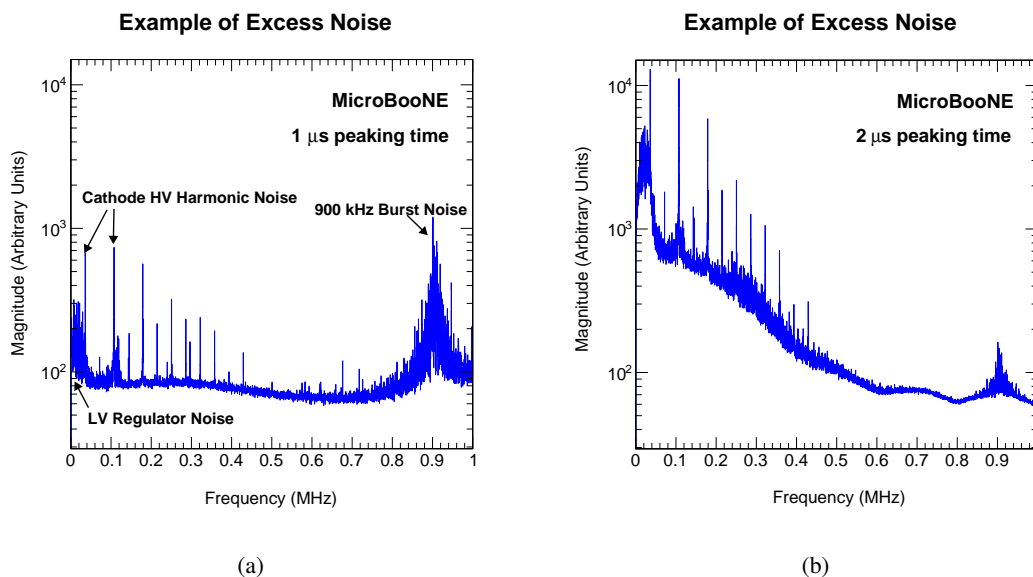 Example of Excess Noise
10⁴
10³
10²
Magnitude (Arbitrary Units)
MicroBooNE
1 μs peaking time
Cathode HV Harmonic Noise
900 kHz Burst Noise
LV Regulator Noise
0 0.1 0.2 0.3 0.4 0.5 0.6 0.7 0.8 0.9 1
Frequency (MHz)
(a)
Example of Excess Noise
10⁴
10³
10²
Magnitude (Arbitrary Units)
MicroBooNE
2 μs peaking time
0 0.1 0.2 0.3 0.4 0.5 0.6 0.7 0.8 0.9
Frequency (MHz)
(b)